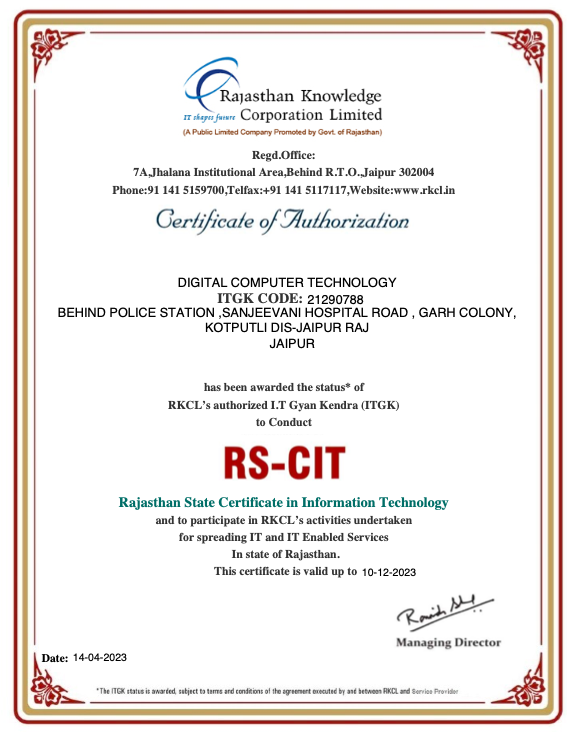 Rajasthan Knowledge
IT shapes future Corporation Limited
(A Public Limited Company Promoted by Govt. of Rajasthan)
Regd.Office:
7A,Jhalana Institutional Area,Behind R.T.O.,Jaipur 302004
Phone:91 141 5159700,Telfax:+91 141 5117117,Website:www.rkcl.in
Certificate of Authorization
DIGITAL COMPUTER TECHNOLOGY
ITGK CODE: 21290788
BEHIND POLICE STATION ,SANJEEVANI HOSPITAL ROAD , GARH COLONY,
KOTPUTLI DIS-JAIPUR RAJ
JAIPUR
has been awarded the status* of
RKCL's authorized I.T Gyan Kendra (ITGK)
to Conduct
RS-CIT
Rajasthan State Certificate in Information Technology
and to participate in RKCL's activities undertaken
for spreading IT and IT Enabled Services
In state of Rajasthan.
This certificate is valid up to 10-12-2023
Managing Director
Date: 14-04-2023
*The ITGK status is awarded, subject to terms and conditions of the agreement executed by and between RKCL and Service Provider